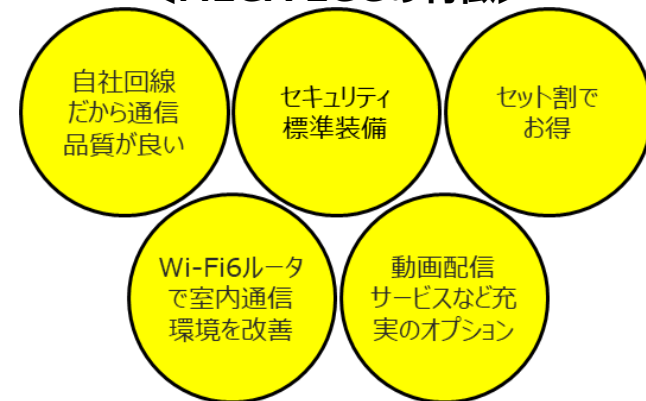 自社回線
だから通信
品質が良い
セキュリティ
標準装備
セット割で
お得
Wi-Fi6ルータ
で室内通信
環境を改善
動画配信
サービスなど充
実のオプション